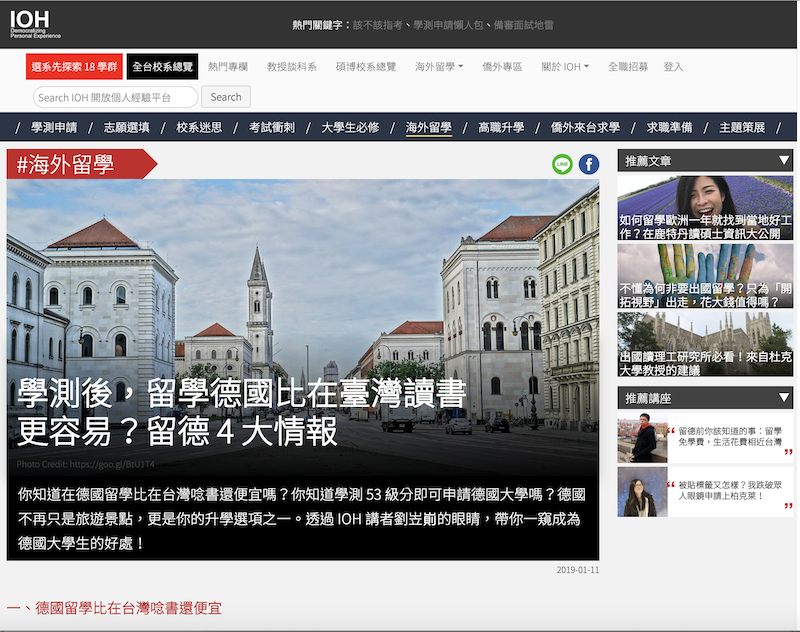 IOH
Democratizing
Personal Experience
熱門關鍵字：該不該指考、學測申請懶人包、備審面試地雷
選系先探索 18 學群
全台校系總覽
熱門專欄
教授談科系
碩博校系總覽
海外留學
僑外專區
關於 IOH
全職招募
登入
Search IOH 開放個人經驗平台
Search
/ 學測申請 / 志願選填 / 校系迷思 / 考試衝刺 / 大學生必修 / 海外留學 / 高職升學 / 僑外來台求學 / 求職準備 / 主題策展 /
#海外留學
LINE
f
學測後，留學德國比在臺灣讀書
更容易？留德 4 大情報
Photo Credit: https://goo.gl/BtU1T4
你知道在德國留學比在台灣唸書還便宜嗎？你知道學測 53 級分即可申請德國大學嗎？德國
不再只是旅遊景點，更是你的升學選項之一。透過 IOH 講者劉岦崱的眼睛，帶你一窺成為
德國大學生的好處！
2019-01-11
一、德國留學比在台灣唸書還便宜
推薦文章
如何留學歐洲一年就找到當地好工
作？在鹿特丹讀碩士資訊大公開
不懂為何非要出國留學？只為「開
拓視野」出走，花大錢值得嗎？
出國讀理工研究所必看！來自杜克
大學教授的建議
推薦講座
留德前你該知道的事：留學
免學費，生活花費相近台灣
被貼標籤又怎樣？我跌破眾
人眼鏡申請上柏克萊！